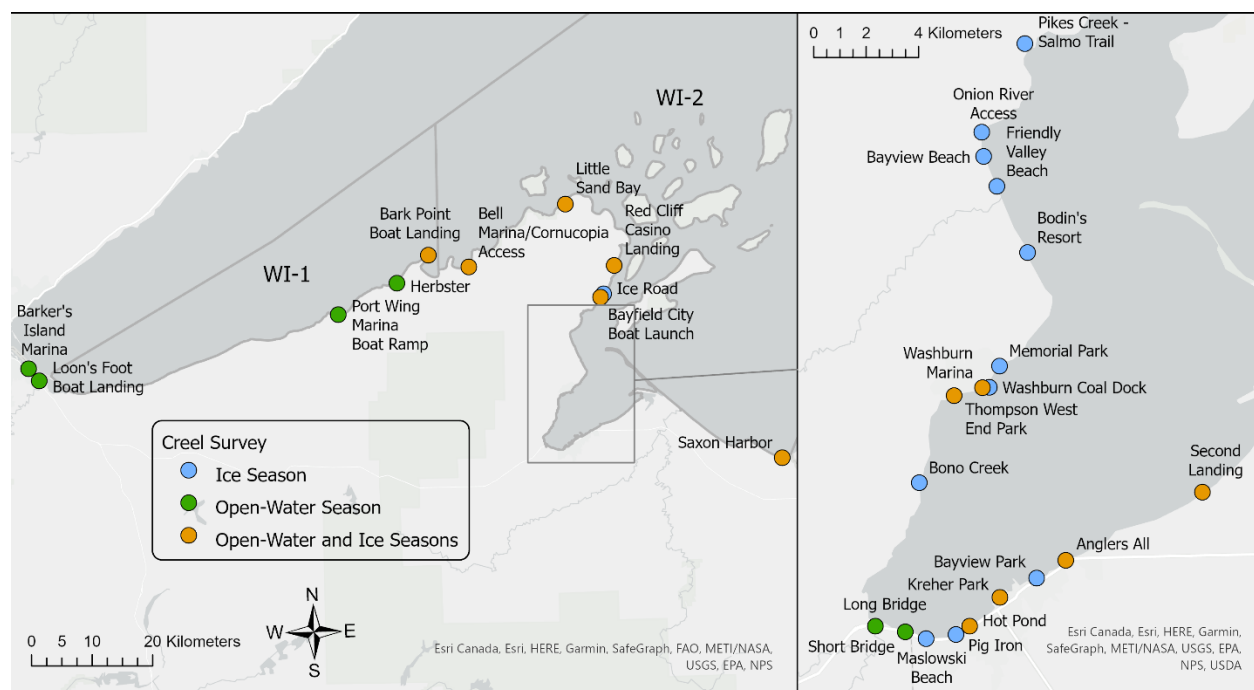 WI-2
WI-1
Little
Sand Bay
Red Cliff
Casino
Landing
Bark Point
Boat Landing
Bell
Marina/Cornucopia
Access
Herbster
Ice Road
Bayfield City
Boat Launch
Port Wing
Marina
Boat Ramp
Barker's
Island
Marina
Loon's Foot
Boat Landing
Saxon Harbor
Creel Survey
Ice Season
Open-Water Season
Open-Water and Ice Seasons
N
W
E
S
0 5 10 20 Kilometers
Esri Canada, Esri, HERE, Garmin, SafeGraph, FAO, METI/NASA,
USGS, EPA, NPS
0 2 4 Kilometers
Pikes Creek -
Salmo Trail
Onion River
Access
Friendly
Valley
Beach
Bayview Beach
Bodin's
Resort
Memorial Park
Washburn
Marina
Washburn Coal Dock
Thompson West
End Park
Bono Creek
Second
Landing
Anglers All
Bayview Park
Kreher Park
Long Bridge
Hot Pond
Short Bridge
Pig Iron
Maslowski
Beach
Esri Canada, Esri, HERE, Garmin,
SafeGraph, METI/NASA, USGS, EPA,
NPS, USDA